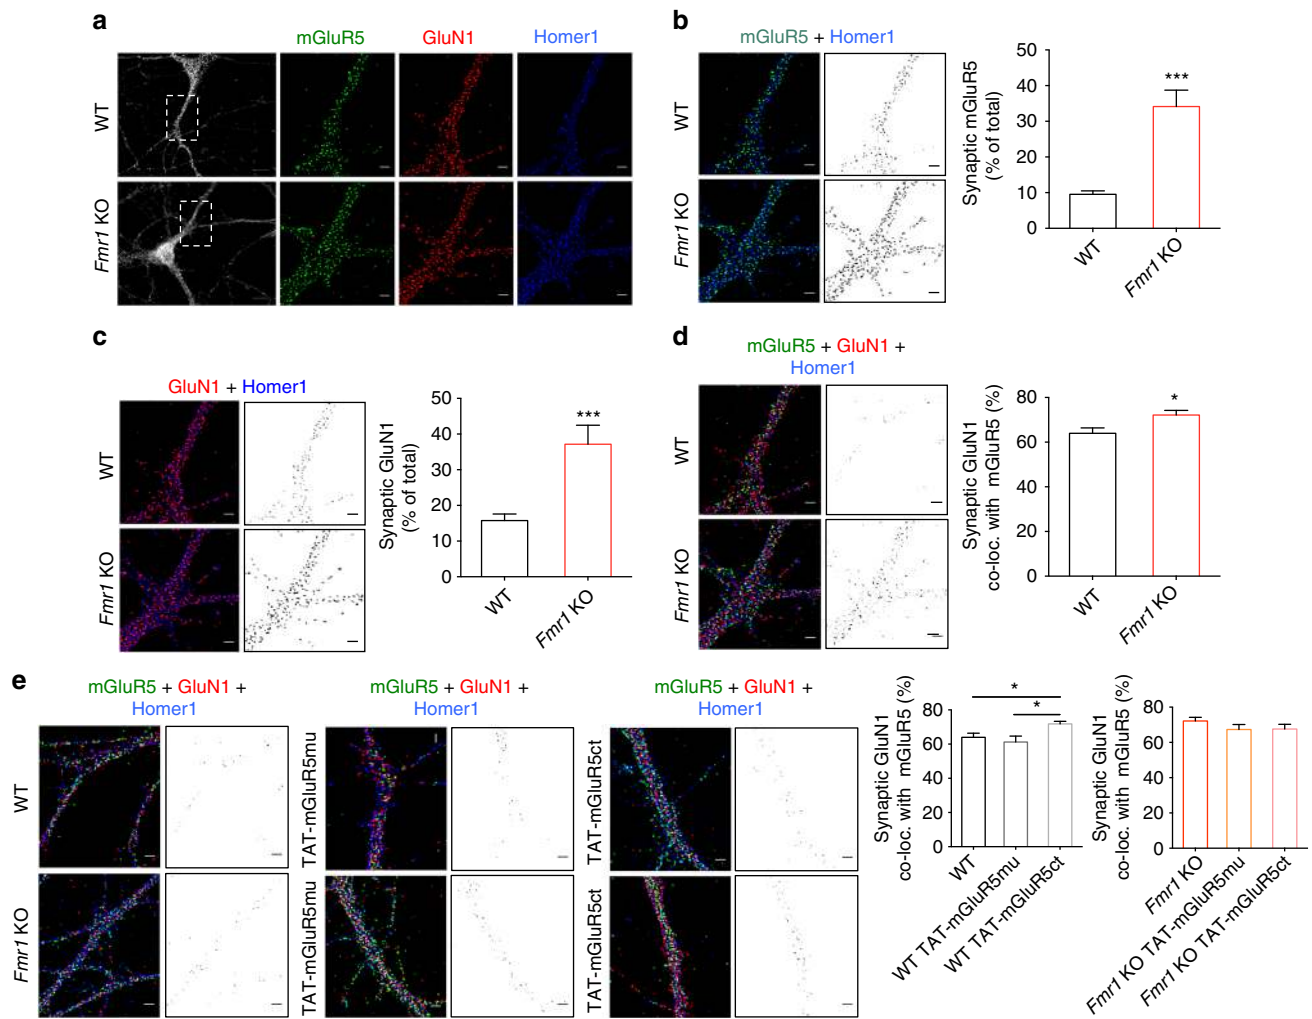 a
mGluR5
GluN1
Homer1
WT
Fmr1 KO
b
mGluR5 + Homer1
WT
Fmr1 KO
Synaptic mGluR5
(% of total)
50
40
30
20
10
0
***
WT
Fmr1 KO
c
GluN1 + Homer1
WT
Fmr1 KO
Synaptic GluN1
(% of total)
50
40
30
20
10
0
***
WT
Fmr1 KO
d
mGluR5 + GluN1 +
Homer1
WT
Fmr1 KO
Synaptic GluN1
co-loc. with mGluR5 (%)
80
60
40
20
0
*
WT
Fmr1 KO
e
mGluR5 + GluN1 +
Homer1
WT
Fmr1 KO
mGluR5 + GluN1 +
Homer1
TAT-mGluR5mu
TAT-mGluR5mu
mGluR5 + GluN1 +
Homer1
TAT-mGluR5ct
TAT-mGluR5ct
Synaptic GluN1
co-loc. with mGluR5 (%)
80
60
40
20
0
*
*
WT
WT TAT-mGluR5mu
WT TAT-mGluR5ct
Synaptic GluN1
co-loc. with mGluR5 (%)
80
60
40
20
0
Fmr1 KO
Fmr1 KO TAT-mGluR5mu
Fmr1 KO TAT-mGluR5ct